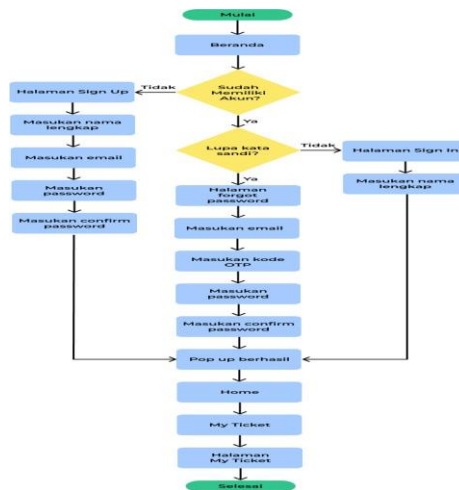 Mulai
Beranda
Sudah
Memiliki
Akun?
Tidak
Halaman Sign Up
Masukan nama
lengkap
Masukan email
Masukan
password
Masukan confirm
password
Ya
Lupa kata
sandi?
Tidak
Halaman Sign In
Masukan nama
lengkap
Ya
Halaman
forgot
password
Masukan email
Masukan kode
OTP
Masukan
password
Masukan confirm
password
Pop up berhasil
Home
My Ticket
Halaman
My Ticket
Selesai